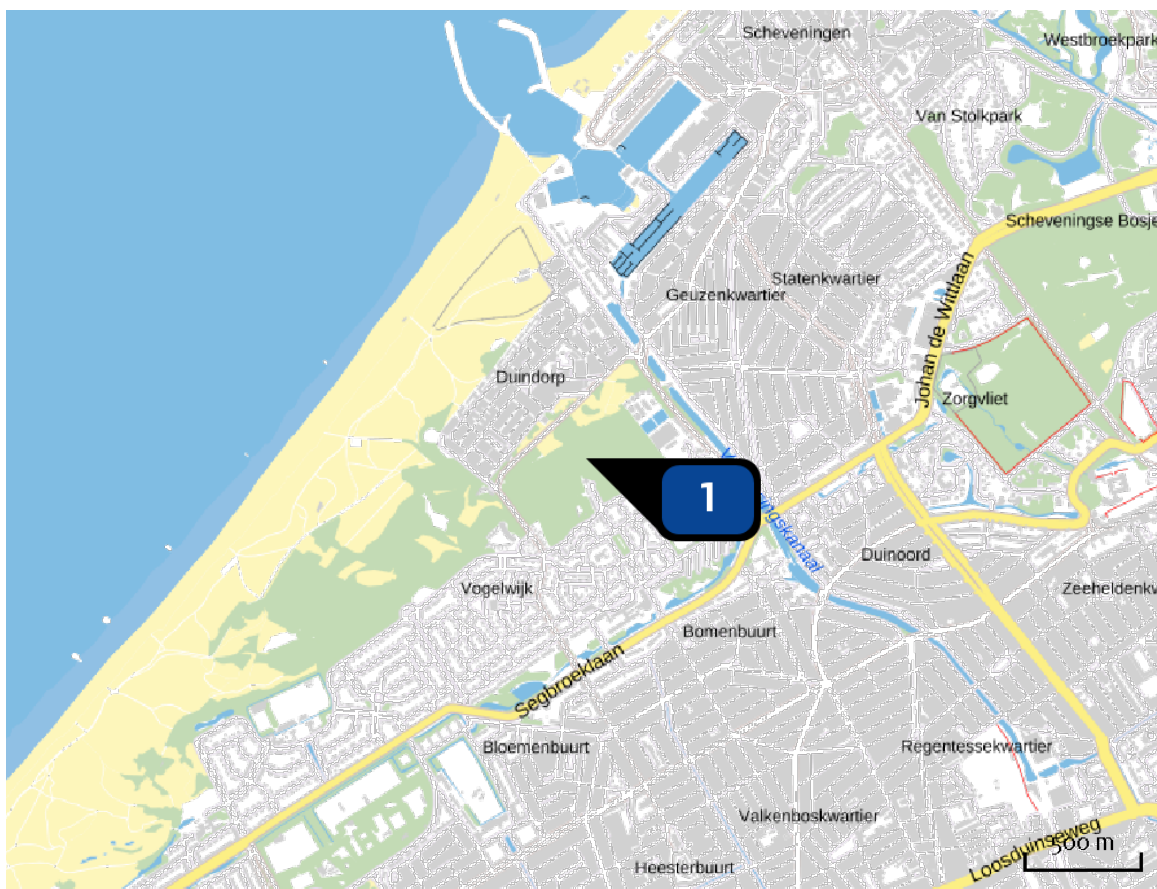 Scheveningen
Westbroekpark
Van Stolkpark
Scheveningse Bosje
Statenkwartier
Geuzenkwartier
Johan de Wittlaan
Duindorp
Zorgvliet
1
ngskanaal
Duinoord
Vogelwijk
Zeeheldenkw
Bomenbuurt
Segbroeklaan
Bloemenbuurt
Regentessekwartier
Valkenboskwartier
Loosduinseweg
500 m
Heesterbuurt